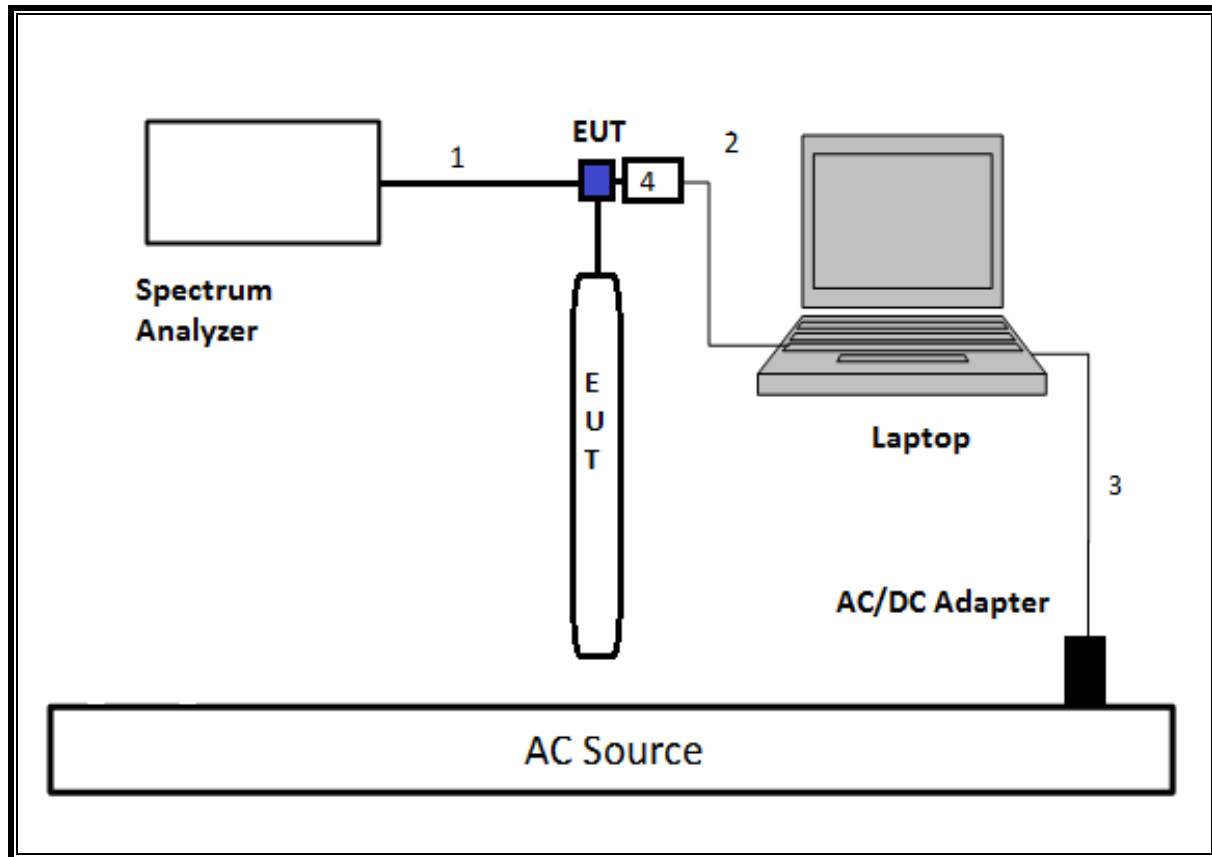 EUT
1
2
4
Spectrum
Analyzer
E
U
T
Laptop
3
AC/DC Adapter
AC Source